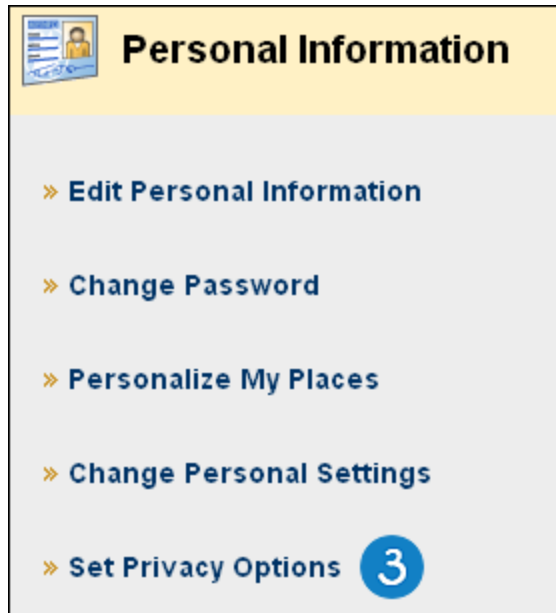 Personal Information
» Edit Personal Information
» Change Password
» Personalize My Places
» Change Personal Settings
» Set Privacy Options 3